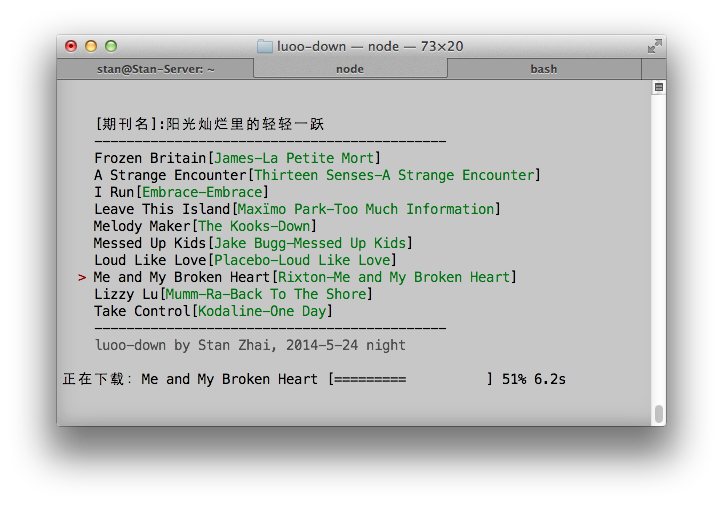 luoo-down — node — 73×20
stan@Stan-Server: ~ node bash
[期刊名]:阳光灿烂里的轻轻一跃
--------------------------------------------
Frozen Britain[James-La Petite Mort]
A Strange Encounter[Thirteen Senses-A Strange Encounter]
I Run[Embrace-Embrace]
Leave This Island[Maxïmo Park-Too Much Information]
Melody Maker[The Kooks-Down]
Messed Up Kids[Jake Bugg-Messed Up Kids]
Loud Like Love[Placebo-Loud Like Love]
> Me and My Broken Heart[Rixton-Me and My Broken Heart]
Lizzy Lu[Mumm-Ra-Back To The Shore]
Take Control[Kodaline-One Day]
--------------------------------------------
luoo-down by Stan Zhai, 2014-5-24 night
正在下载: Me and My Broken Heart [=========          ] 51% 6.2s